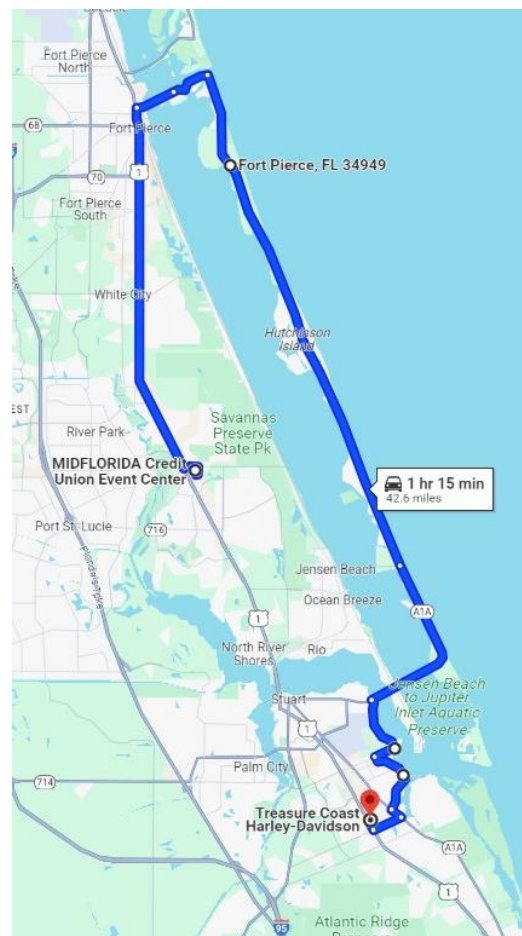 Fort Pierce
North
68
Fort Pierce
1
70
Fort Pierce, FL 34949
Fort Pierce
South
White City
Hutchinson
Island
EST
River Park
Savannas
Preserve
State Pk
MIDFLORIDA Credit
Union Event Center
1 hr 15 min
42.6 miles
716
Port St. Lucie
Jensen Beach
Ocean Breeze
A1A
1
North River
Shores
Rio
Jensen Beach
to Jupiter
Inlet Aquatic
Preserve
Stuart
1
Palm City
714
Treasure Coast
Harley-Davidson
A1A
1
95
Atlantic Ridge